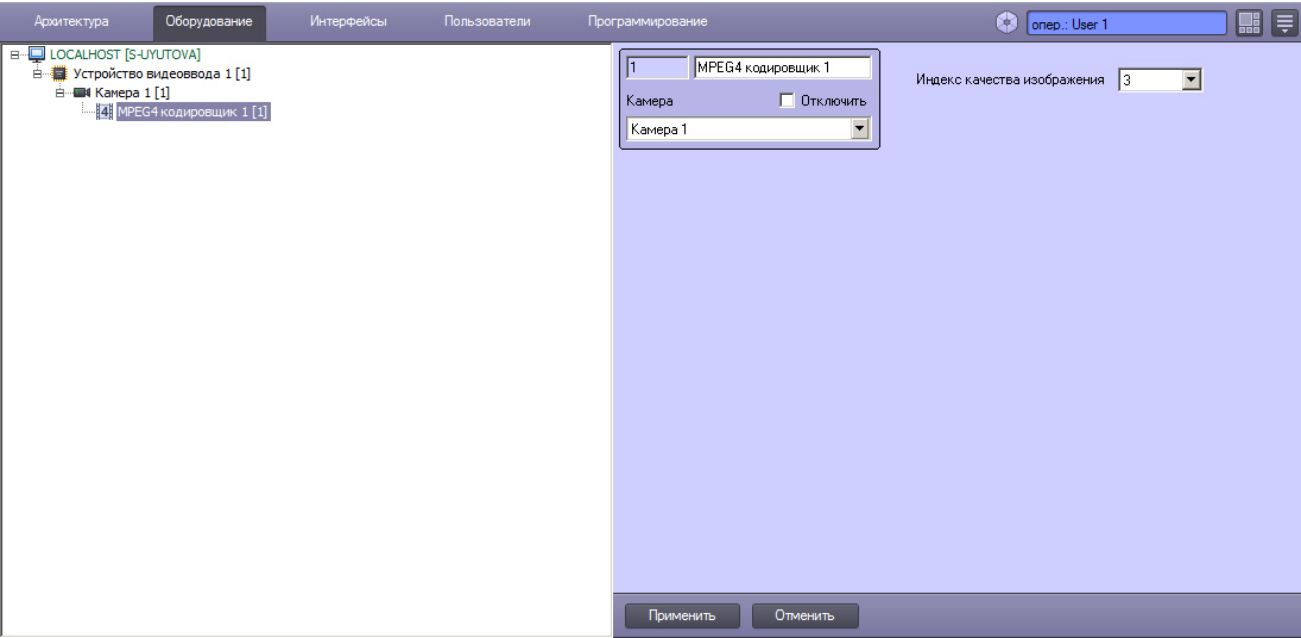 Архитектура Оборудование Интерфейсы Пользователи Программирование опер.: User 1
LOCALHOST [S-UYUTOVA]
Устройство видеоввода 1 [1]
Камера 1 [1]
4 MPEG4 кодировщик 1 [1]
1 MPEG4 кодировщик 1
Камера Отключить
Камера 1
Индекс качества изображения 3
Применить Отменить